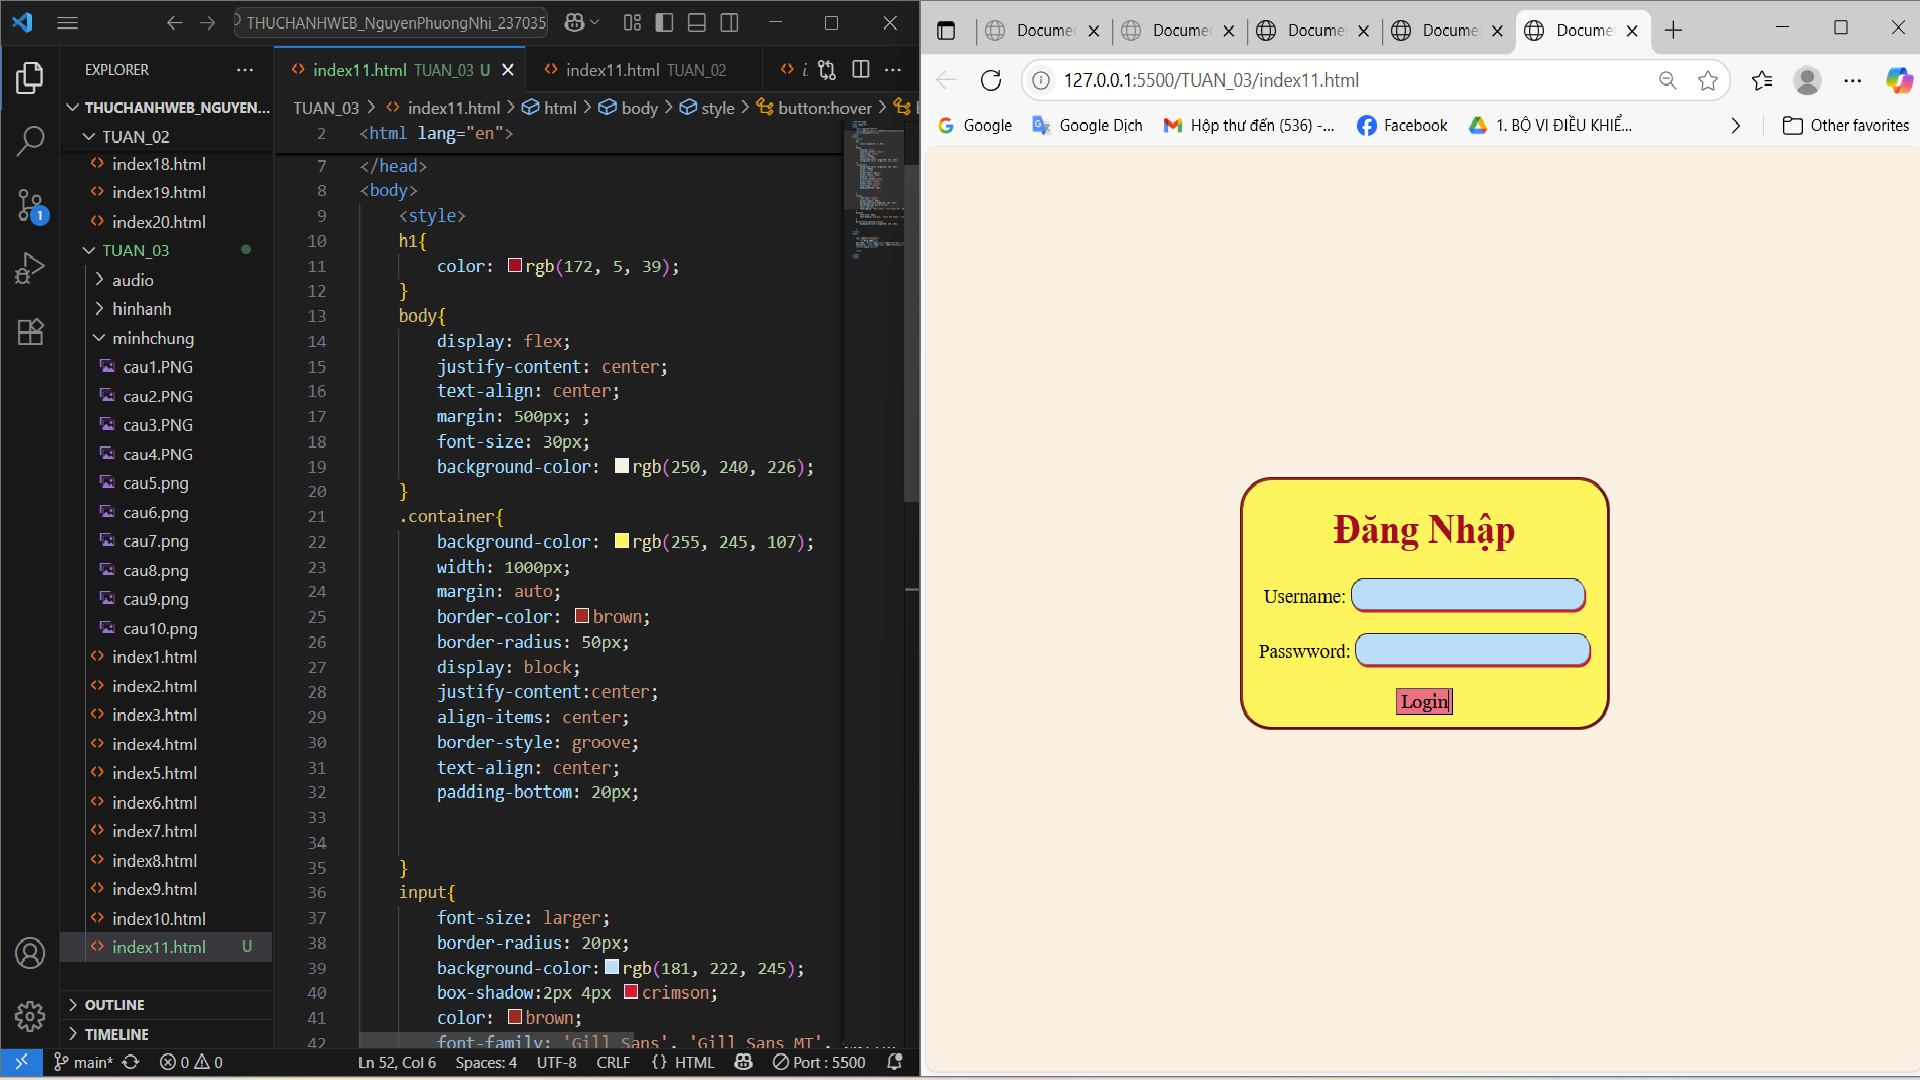 THUCHANHWEB_NguyenPhuongNhi_237035
EXPLORER
THUCHANHWEB_NGUYEN...
TUAN_02
index18.html
index19.html
index20.html
TUAN_03
audio
hinhanh
minhchung
cau1.PNG
cau2.PNG
cau3.PNG
cau4.PNG
cau5.png
cau6.png
cau7.png
cau8.png
cau9.png
cau10.png
index1.html
index2.html
index3.html
index4.html
index5.html
index6.html
index7.html
index8.html
index9.html
index10.html
index11.html U
OUTLINE
TIMELINE
1
index11.html TUAN_03 U
index11.html TUAN_02
TUAN_03 > index11.html > html > body > style > button:hover >
2 <html lang="en">
7 </head>
8 <body>
9 <style>
10 h1{
11 color: rgb(172, 5, 39);
12 }
13 body{
14 display: flex;
15 justify-content: center;
16 text-align: center;
17 margin: 500px; ;
18 font-size: 30px;
19 background-color: rgb(250, 240, 226);
20 }
21 .container{
22 background-color: rgb(255, 245, 107);
23 width: 1000px;
24 margin: auto;
25 border-color: brown;
26 border-radius: 50px;
27 display: block;
28 justify-content:center;
29 align-items: center;
30 border-style: groove;
31 text-align: center;
32 padding-bottom: 20px;
33
34
35 }
36 input{
37 font-size: larger;
38 border-radius: 20px;
39 background-color: rgb(181, 222, 245);
40 box-shadow:2px 4px crimson;
41 color: brown;
42 font-family: 'Gill Sans', 'Gill Sans MT',
main* 0 0 Ln 52, Col 6 Spaces: 4 UTF-8 CRLF {} HTML Port : 5500
Documen Documen Documen Documen Documen
127.0.0.1:5500/TUAN_03/index11.html
Google Google Dịch Hộp thư đến (536) -... Facebook 1. BỘ VI ĐIỀU KHIỂ... Other favorites
Đăng Nhập
Username:
Passwword:
Login